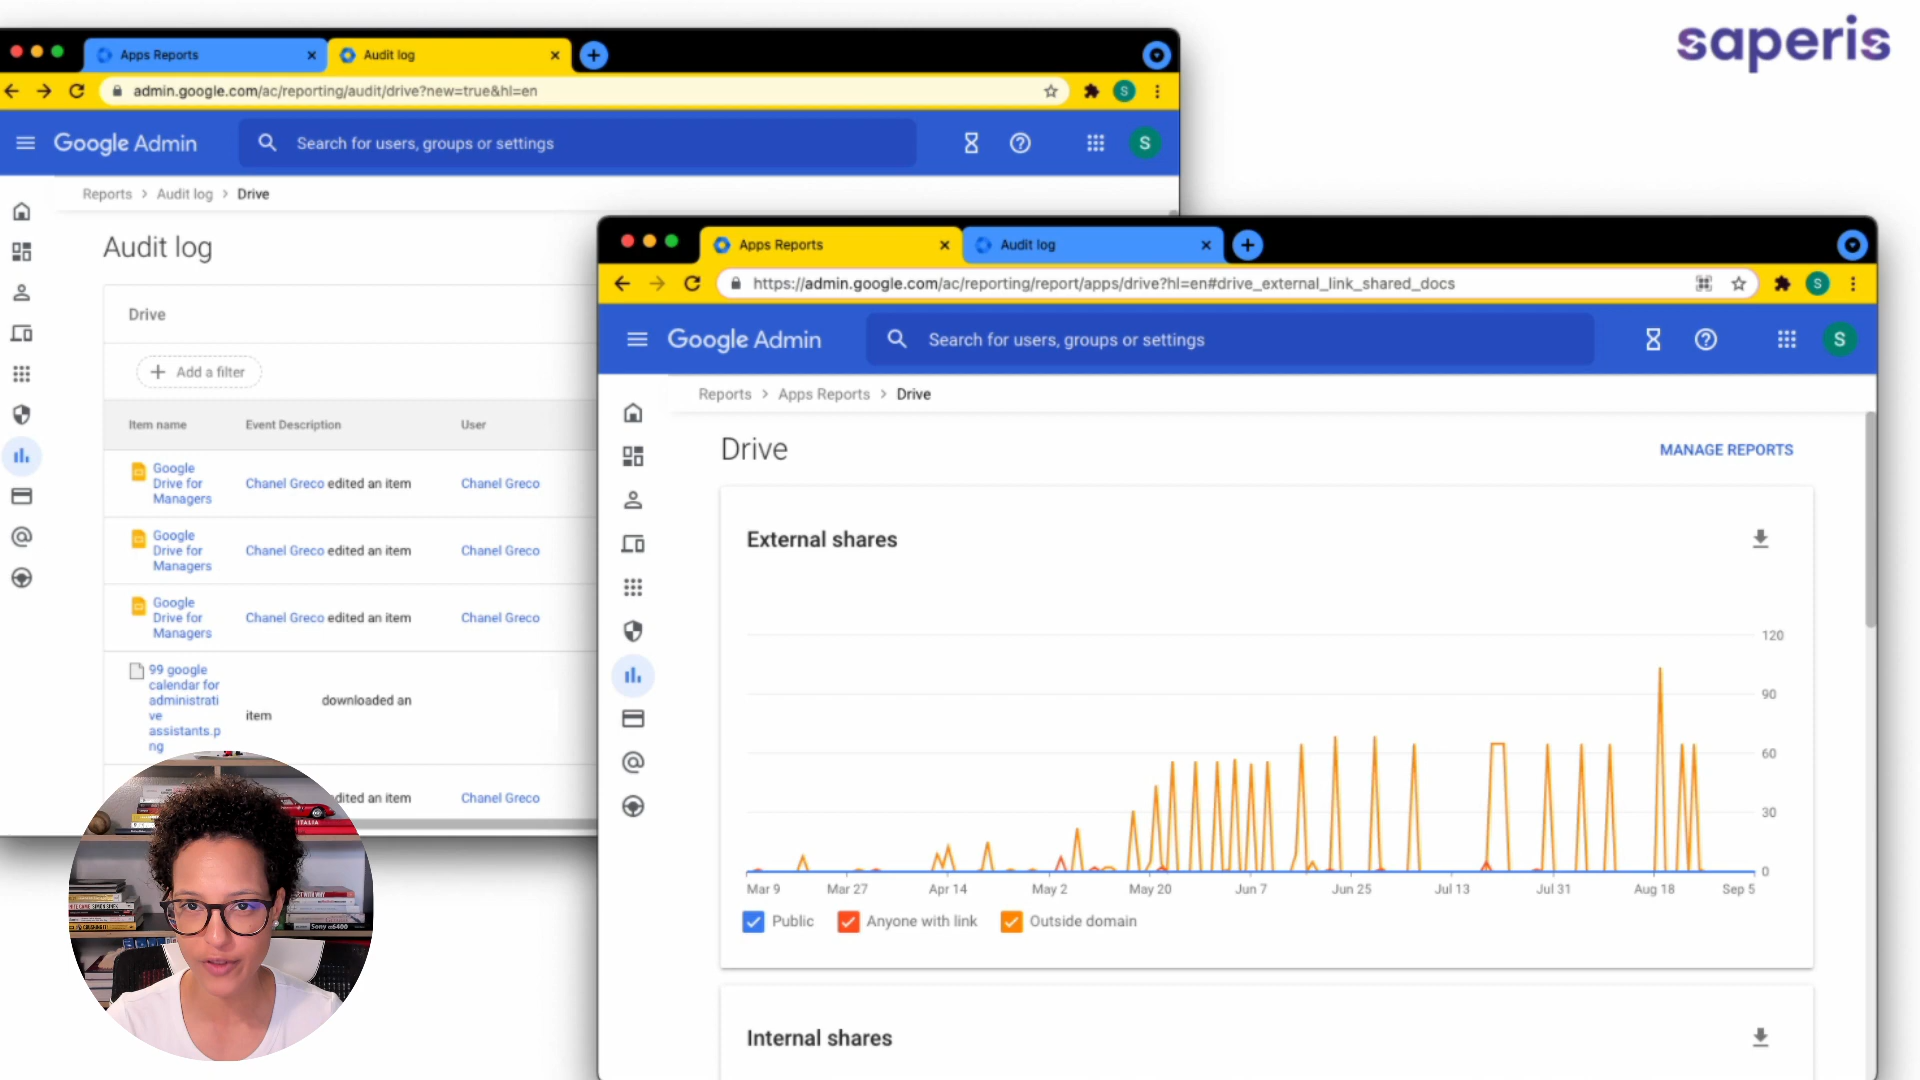 saperis
Apps Reports
Audit log
admin.google.com/ac/reporting/audit/drive?new=true&hl=en
S
Google Admin
Search for users, groups or settings
S
Reports > Audit log > Drive
Audit log
Drive
+ Add a filter
Item name
Event Description
User
Google
Drive for
Managers
Chanel Greco edited an item
Chanel Greco
Google
Drive for
Managers
Chanel Greco edited an item
Chanel Greco
Google
Drive for
Managers
Chanel Greco edited an item
Chanel Greco
99 google
calendar for
administrati
ve
assistants.p
ng
downloaded an
item
dited an item
Chanel Greco
ITALIA
Sony α6400
Apps Reports
Audit log
https://admin.google.com/ac/reporting/report/apps/drive?hl=en#drive_external_link_shared_docs
S
Google Admin
Search for users, groups or settings
S
Reports > Apps Reports > Drive
Drive
MANAGE REPORTS
External shares
120
90
60
30
0
Mar 9
Mar 27
Apr 14
May 2
May 20
Jun 7
Jun 25
Jul 13
Jul 31
Aug 18
Sep 5
Public
Anyone with link
Outside domain
Internal shares